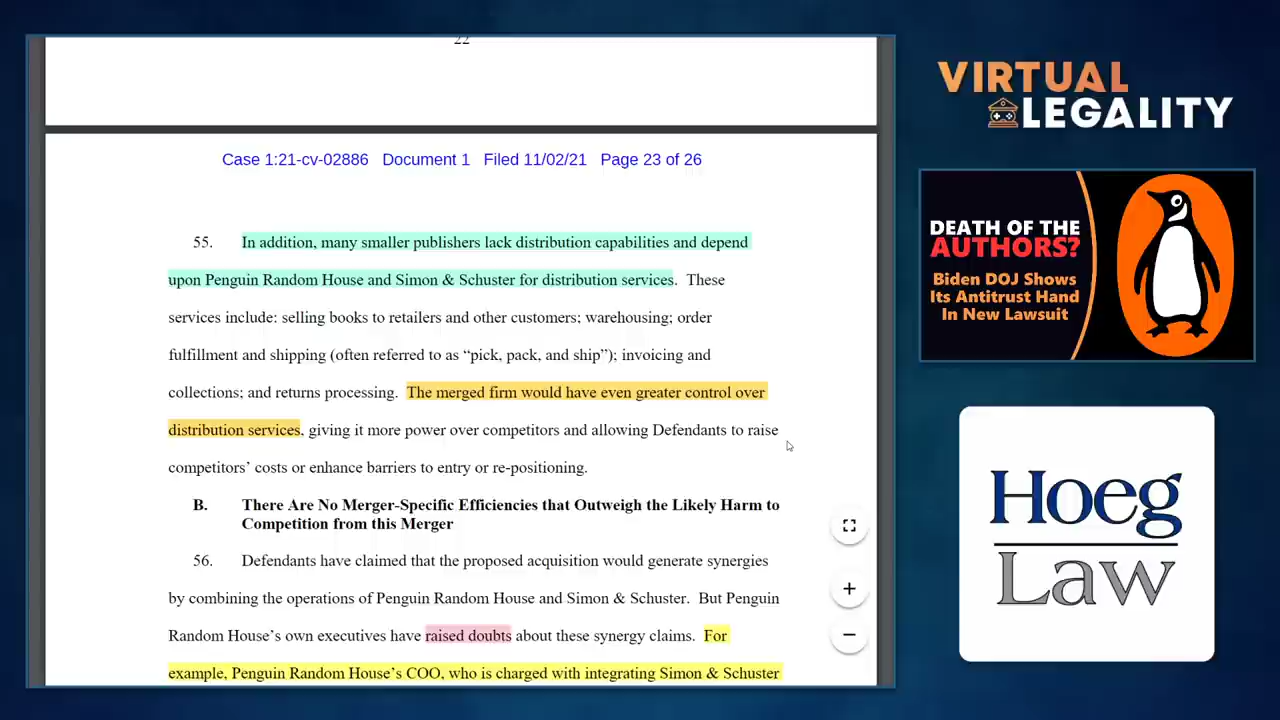 22
Case 1:21-cv-02886 Document 1 Filed 11/02/21 Page 23 of 26
55. In addition, many smaller publishers lack distribution capabilities and depend
upon Penguin Random House and Simon & Schuster for distribution services. These
services include: selling books to retailers and other customers; warehousing; order
fulfillment and shipping (often referred to as “pick, pack, and ship”); invoicing and
collections; and returns processing. The merged firm would have even greater control over
distribution services, giving it more power over competitors and allowing Defendants to raise
competitors’ costs or enhance barriers to entry or re-positioning.
B. There Are No Merger-Specific Efficiencies that Outweigh the Likely Harm to
Competition from this Merger
56. Defendants have claimed that the proposed acquisition would generate synergies
by combining the operations of Penguin Random House and Simon & Schuster. But Penguin
Random House’s own executives have raised doubts about these synergy claims. For
example, Penguin Random House’s COO, who is charged with integrating Simon & Schuster
VIRTUAL
LEGALITY
DEATH OF THE
AUTHORS?
Biden DOJ Shows
Its Antitrust Hand
In New Lawsuit
Hoeg
Law